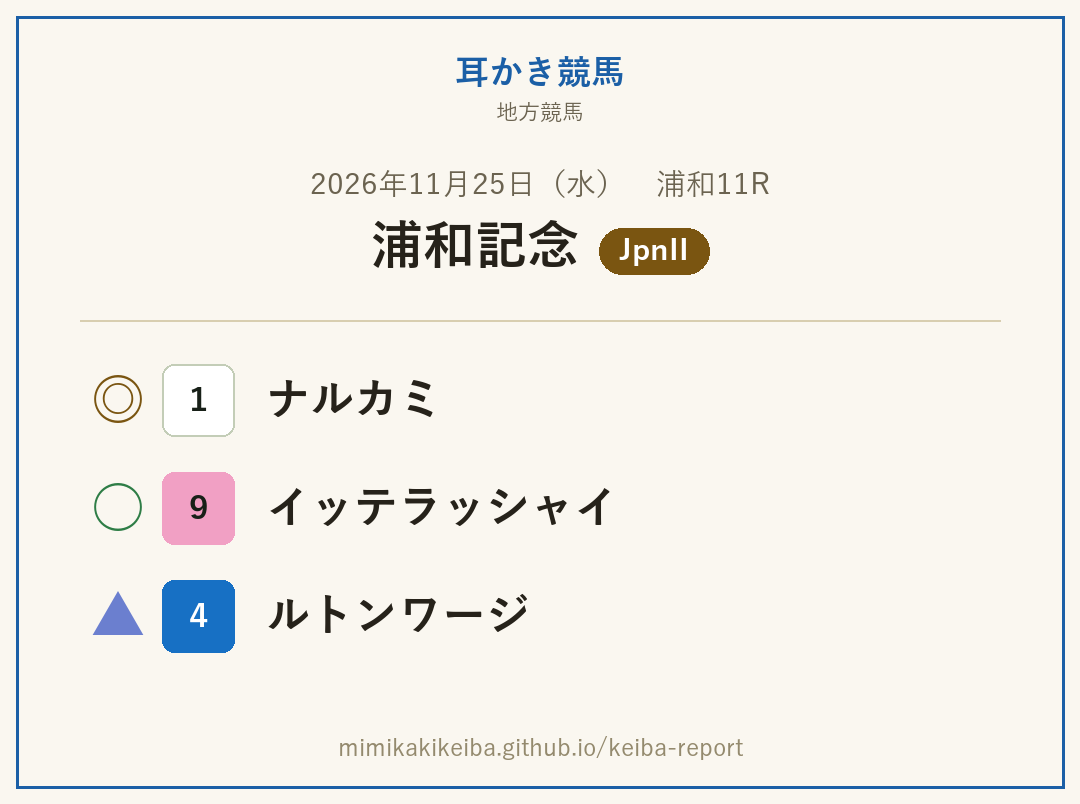 耳かき競馬
地方競馬
2026年11月25日（水）　浦和11R
浦和記念 JpnII
◎ 1 ナルカミ
○ 9 イッテラッシャイ
▲ 4 ルトンワージ
mimikakikeiba.github.io/keiba-report